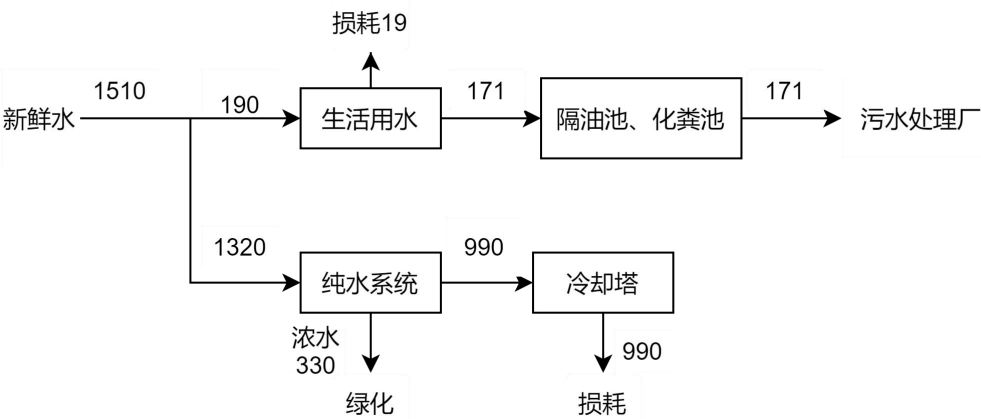 损耗19
新鲜水
1510
190
生活用水
171
隔油池、化粪池
171
污水处理厂
1320
纯水系统
990
冷却塔
浓水
330
990
绿化
损耗